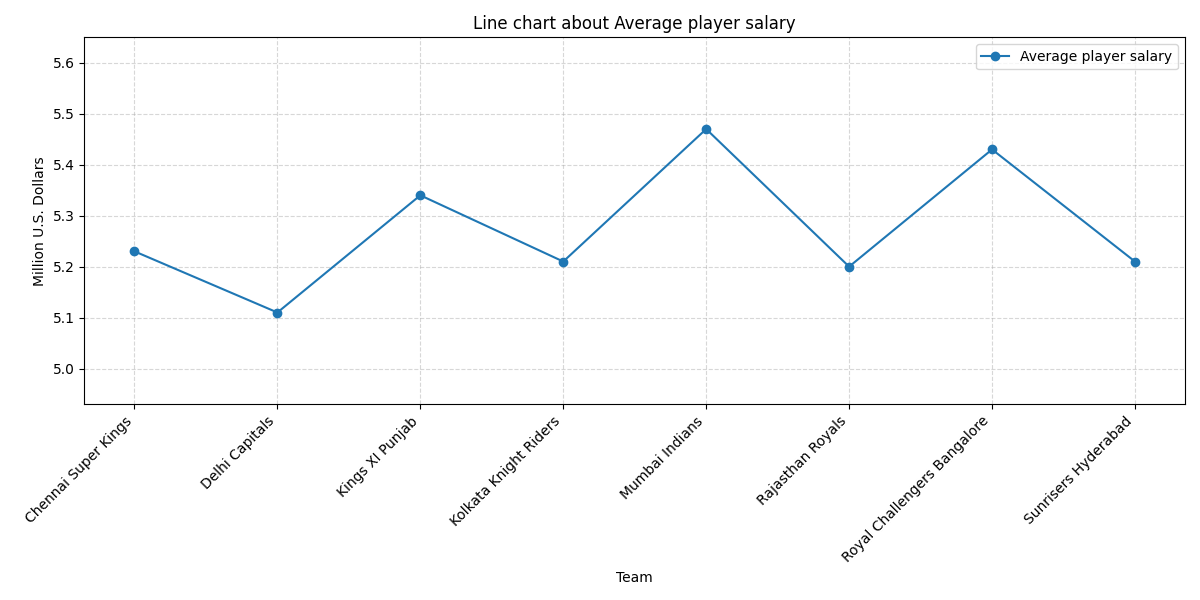 Line chart about Average player salary
Average player salary
Million U.S. Dollars
5.6
5.5
5.4
5.3
5.2
5.1
5.0
Chennai Super Kings
Delhi Capitals
Kings XI Punjab
Kolkata Knight Riders
Mumbai Indians
Rajasthan Royals
Royal Challengers Bangalore
Sunrisers Hyderabad
Team